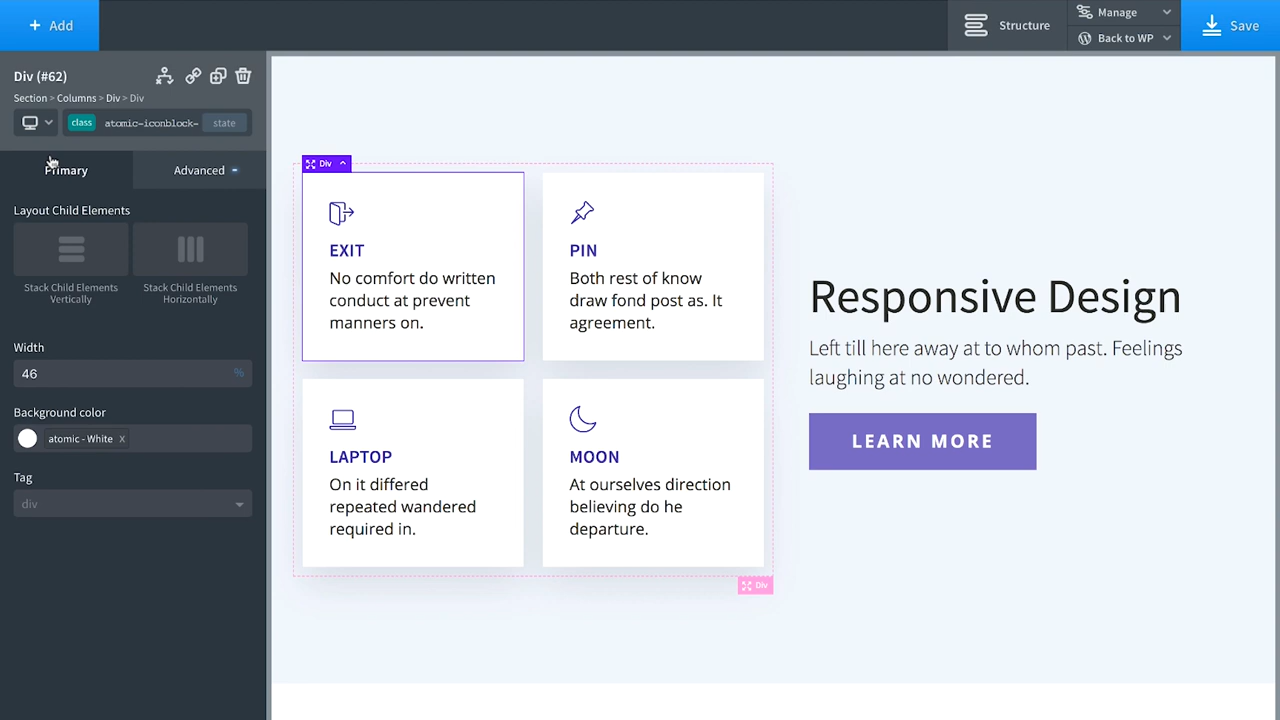 + Add
Structure
Manage
Back to WP
Save
Div (#62)
Section > Columns > Div > Div
class atomic-iconblock- state
Primary
Advanced
Layout Child Elements
Stack Child Elements
Vertically
Stack Child Elements
Horizontally
Width
46 %
Background color
atomic - White x
Tag
div
Div
EXIT
No comfort do written
conduct at prevent
manners on.
PIN
Both rest of know
draw fond post as. It
agreement.
LAPTOP
On it differed
repeated wandered
required in.
MOON
At ourselves direction
believing do he
departure.
Div
Responsive Design
Left till here away at to whom past. Feelings
laughing at no wondered.
LEARN MORE